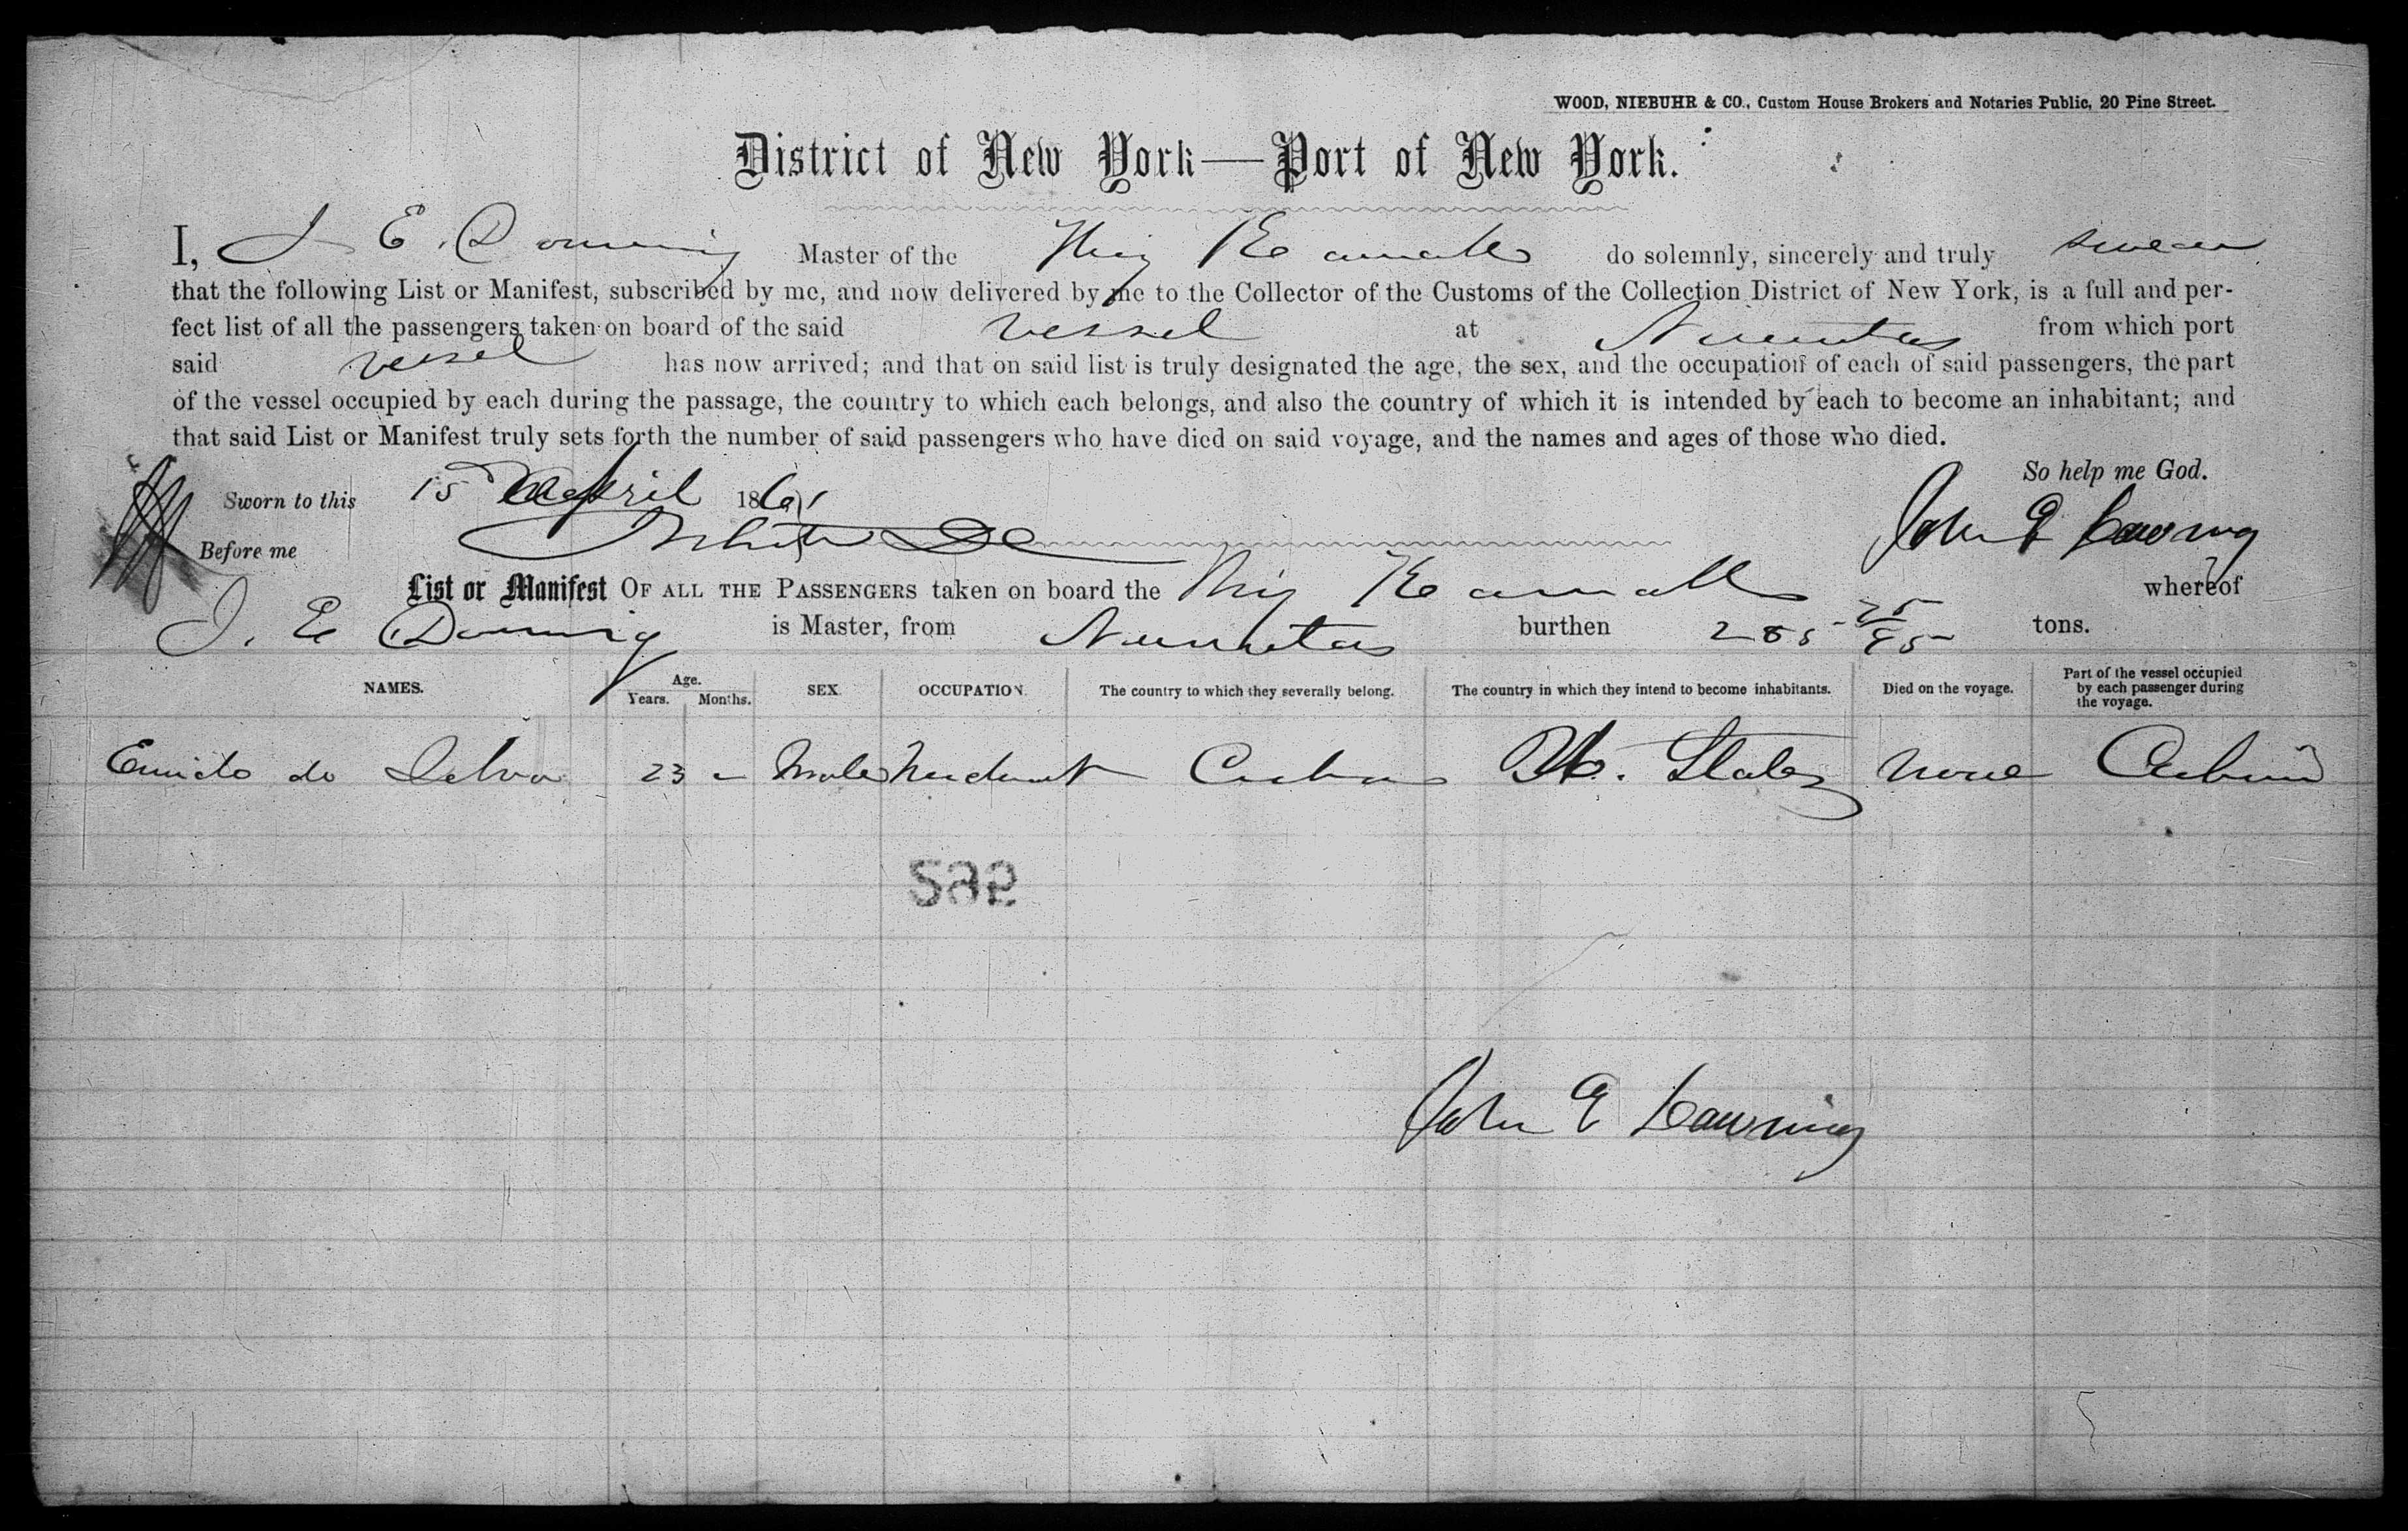 WOOD, NIEBUHR & CO., Custom House Brokers and Notaries Public, 20 Pine Street.
District of New York—Port of New York.
I, J E. Downing Master of the Brig do solemnly, sincerely and truly swear
that the following List or Manifest, subscribed by me, and now delivered by me to the Collector of the Customs of the Collection District of New York, is a full and per-
fect list of all the passengers taken on board of the said vessel at Nuevitas from which port
said vessel has now arrived; and that on said list is truly designated the age, the sex, and the occupation of each of said passengers, the part
of the vessel occupied by each during the passage, the country to which each belongs, and also the country of which it is intended by each to become an inhabitant; and
that said List or Manifest truly sets forth the number of said passengers who have died on said voyage, and the names and ages of those who died.
So help me God.
Sworn to this 15 April 1861
Before me John E Downing
List or Manifest OF ALL THE PASSENGERS taken on board the Brig whereof
J. E Downing is Master, from Nuevitas burthen 285 25/95 tons.
NAMES. Age. Years. Months. SEX. OCCUPATION. The country to which they severally belong. The country in which they intend to become inhabitants. Died on the voyage. Part of the vessel occupied by each passenger during the voyage.
de 23 - Male Merchant Cuba U. States None Cabin
595
John E Downing